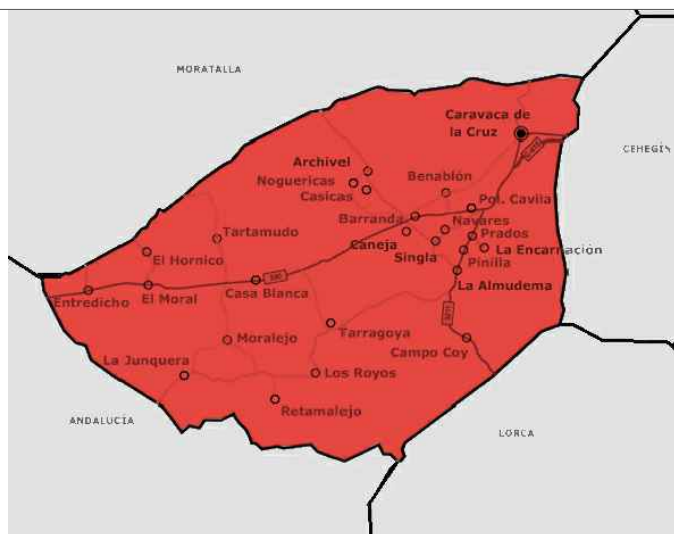 MORATALLA
Caravaca de
la Cruz
CEHEGÍN
Archivel
Noguericas
Casicas
Benablón
Pol. Cavila
Barranda
Navares
Tartamudo
Caneja
Prados
Singla
La Encarnación
El Hornico
Pinilla
Entredicho
El Moral
Casa Blanca
La Almudema
Moralejo
Tarragoya
Campo Coy
La Junquera
Los Royos
Retamalejo
ANDALUCÍA
LORCA